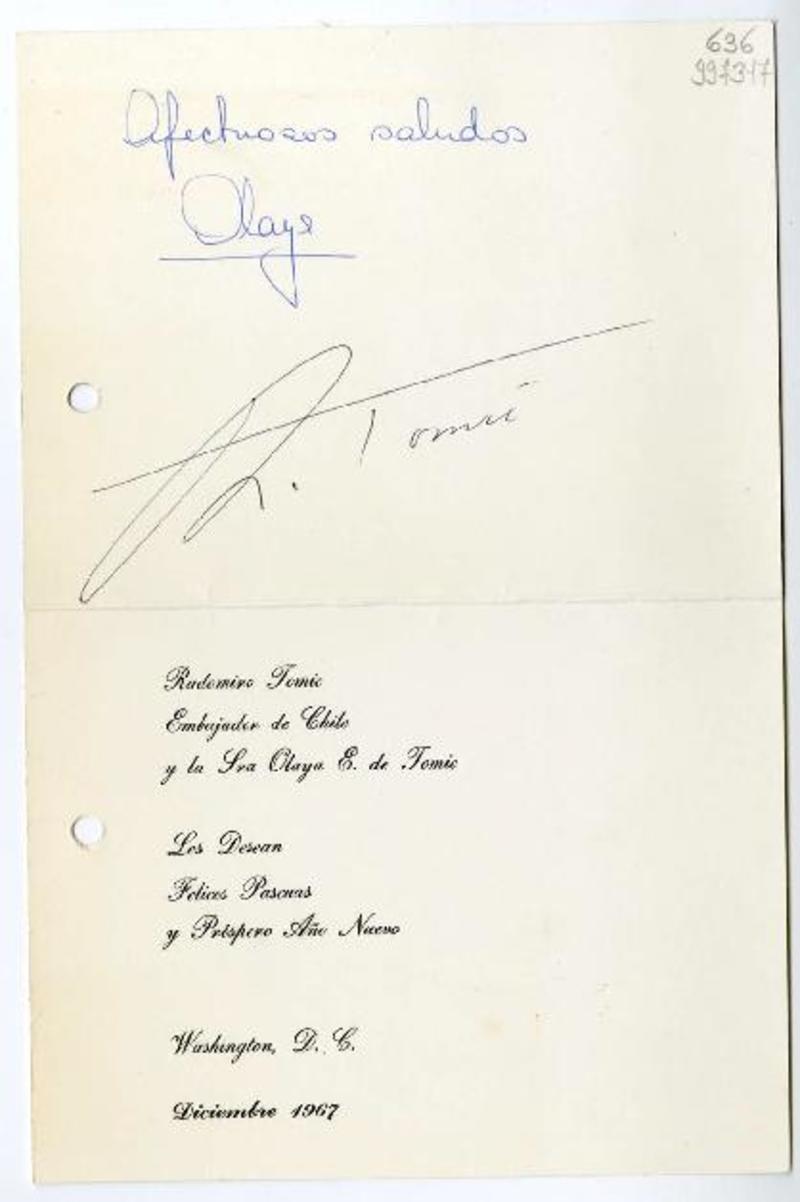 636
997317
Afectuosos saludos
Olaya
R. Tomic
Radomiro Tomic
Embajador de Chile
y la Sra Olaya E. de Tomic
Les Desean
Felices Pascuas
y Próspero Año Nuevo
Washington, D. C.
Diciembre 1967